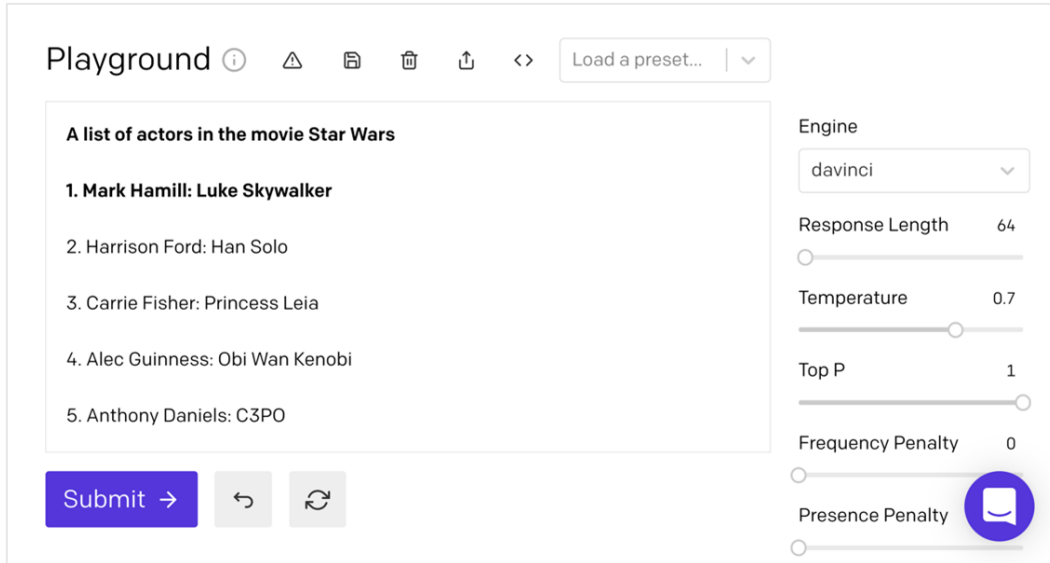 Playground
Load a preset...
A list of actors in the movie Star Wars
1. Mark Hamill: Luke Skywalker
2. Harrison Ford: Han Solo
3. Carrie Fisher: Princess Leia
4. Alec Guinness: Obi Wan Kenobi
5. Anthony Daniels: C3PO
Submit
Engine
davinci
Response Length 64
Temperature 0.7
Top P 1
Frequency Penalty 0
Presence Penalty